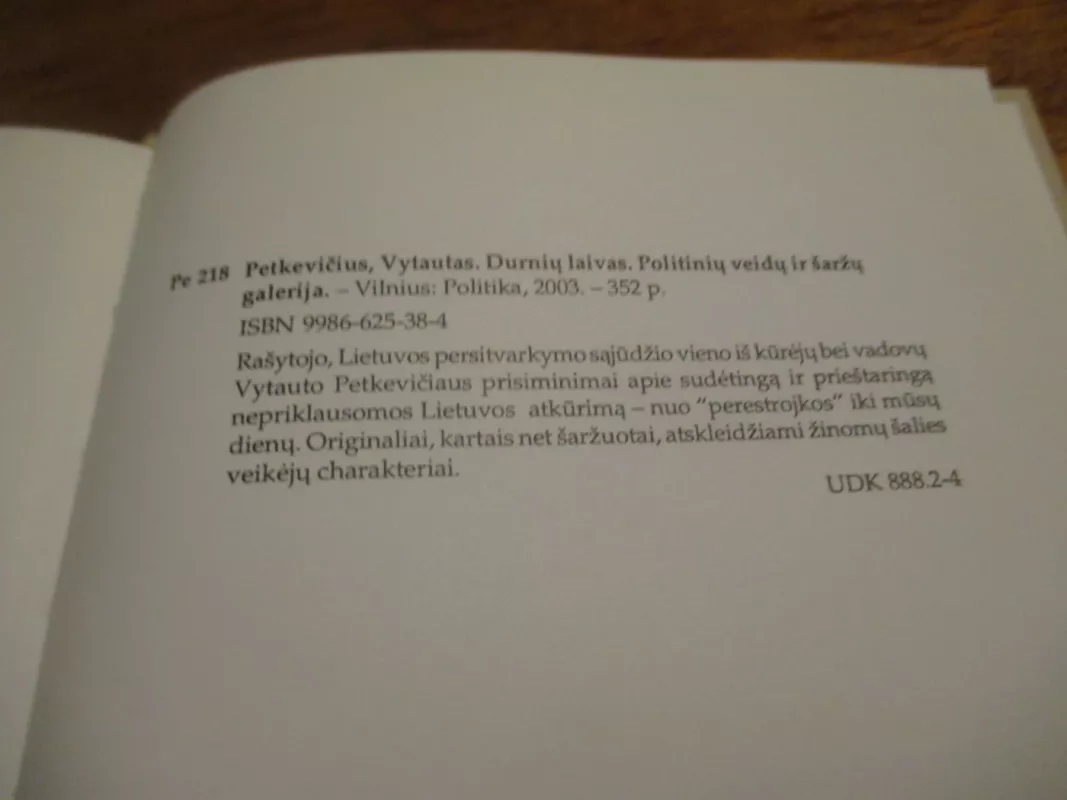 Pe 218 Petkevičius, Vytautas. Durnių laivas. Politinių veidų ir šaržų
galerija. – Vilnius: Politika, 2003. – 352 p.
ISBN 9986-625-38-4
Rašytojo, Lietuvos persitvarkymo sąjūdžio vieno iš kūrėjų bei vadovų
Vytauto Petkevičiaus prisiminimai apie sudėtingą ir prieštaringą
nepriklausomos Lietuvos atkūrimą – nuo "perestrojkos" iki mūsų
dienų. Originaliai, kartais net šaržuotai, atskleidžiami žinomų šalies
veikėjų charakteriai.
UDK 888.2-4